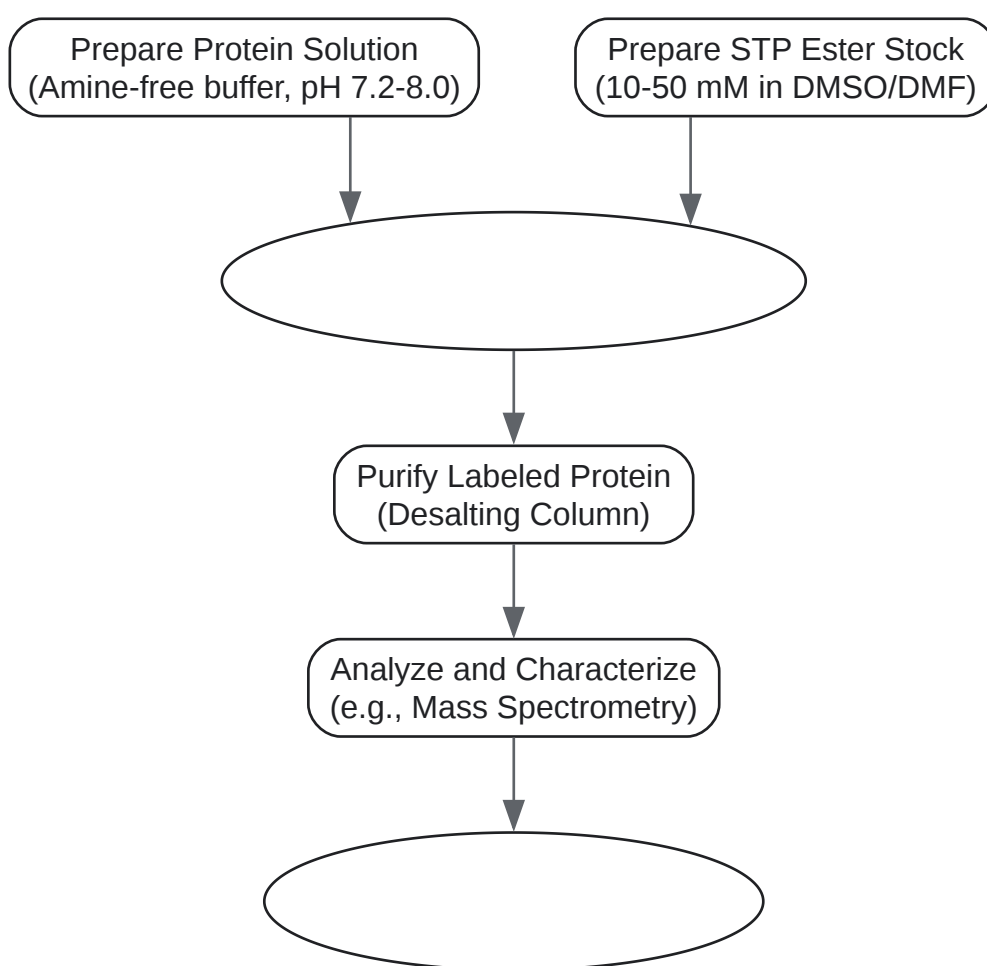 Prepare Protein Solution
(Amine-free buffer, pH 7.2-8.0)
Prepare STP Ester Stock
(10-50 mM in DMSO/DMF)
Purify Labeled Protein
(Desalting Column)
Analyze and Characterize
(e.g., Mass Spectrometry)